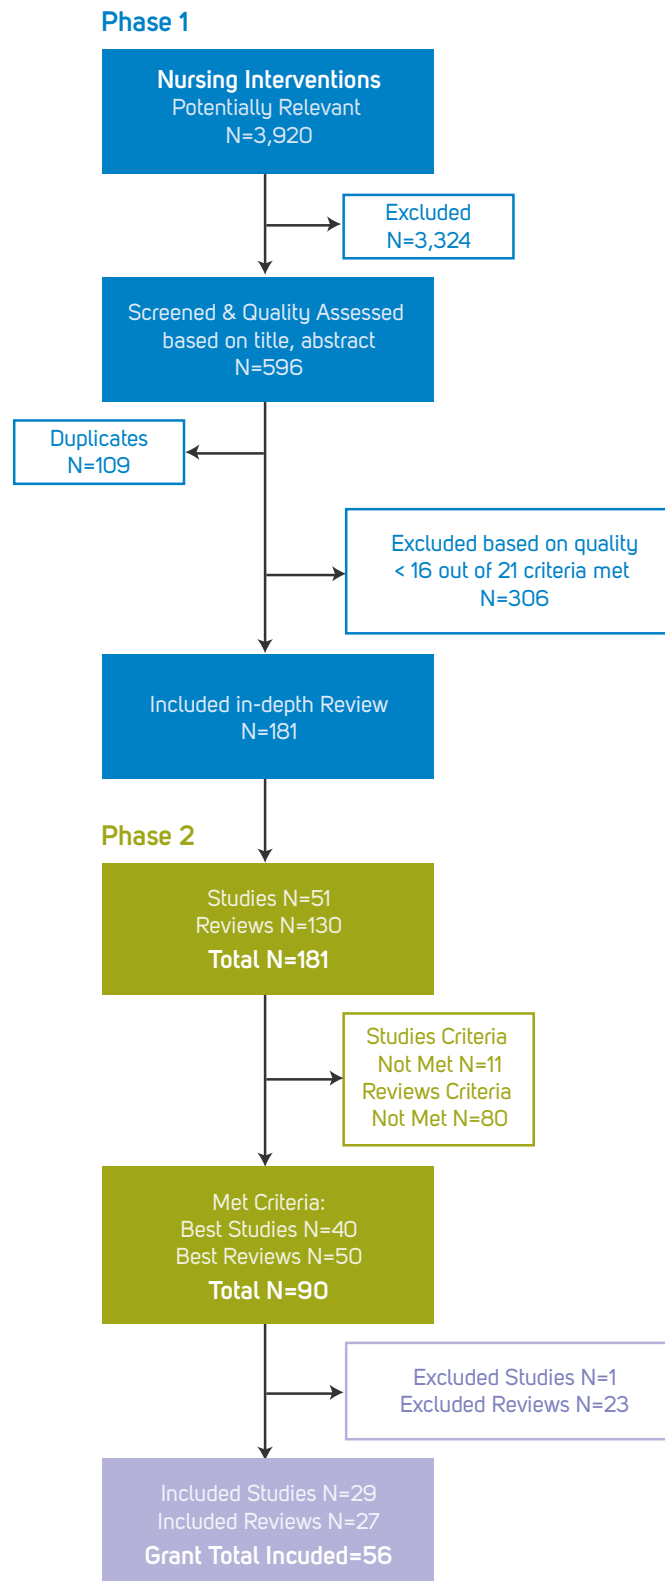 Phase 1
Nursing Interventions
Potentially Relevant
N=3,920
Excluded
N=3,324
Screened & Quality Assessed
based on title, abstract
N=596
Duplicates
N=109
Excluded based on quality
< 16 out of 21 criteria met
N=306
Included in-depth Review
N=181
Phase 2
Studies N=51
Reviews N=130
Total N=181
Studies Criteria
Not Met N=11
Reviews Criteria
Not Met N=80
Met Criteria:
Best Studies N=40
Best Reviews N=50
Total N=90
Excluded Studies N=1
Excluded Reviews N=23
Included Studies N=29
Included Reviews N=27
Grant Total Incuded=56